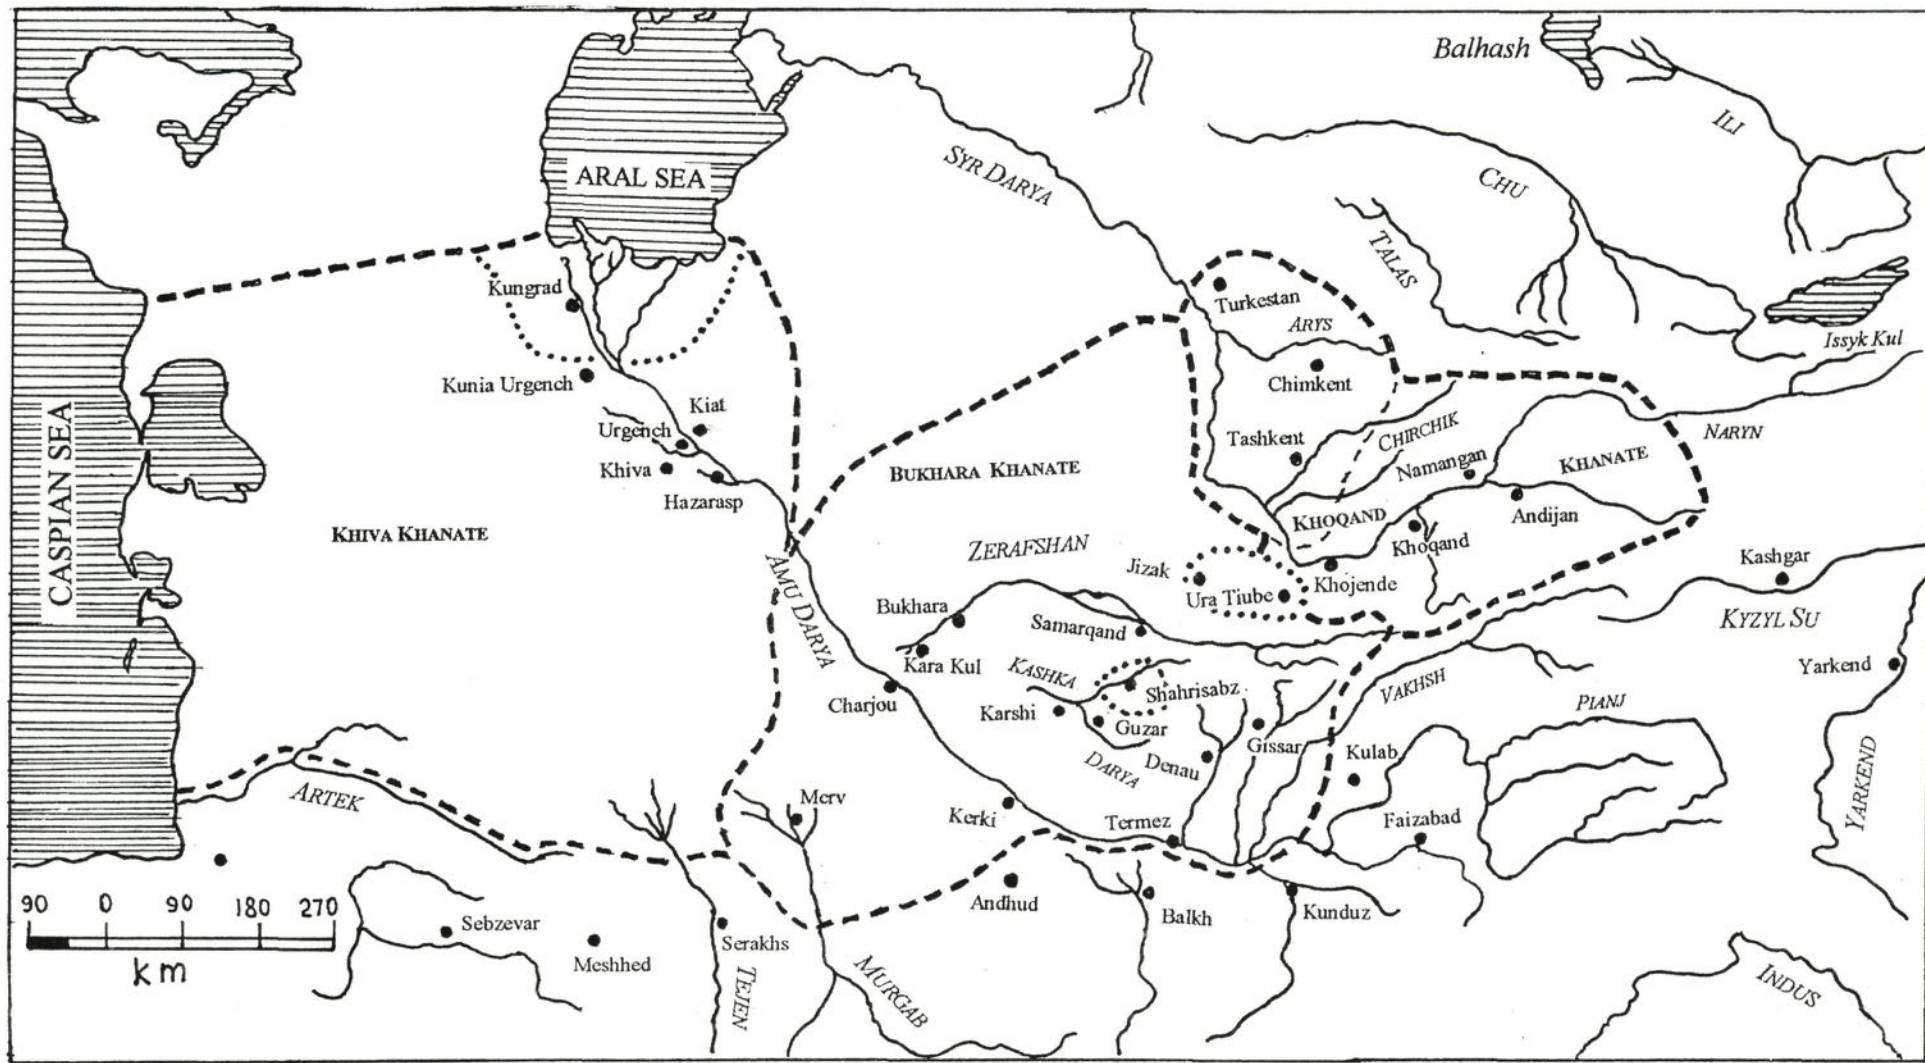 Balhash
ILI
ARAL SEA
SYR DARYA
CHU
TALAS
Kungrad
Turkestan
ARYS
Issyk Kul
Kunia Urgench
Chimkent
CASPIAN SEA
Kiat
Urgench
Tashkent
CHIRCHIK
NARYN
Khiva
BUKHARA KHANATE
Namangan
KHANATE
Hazarasp
KHIVA KHANATE
KHOQAND
Andijan
ZERAFSHAN
Khoqand
Jizak
Kashgar
AMU DARYA
Ura Tiube
Khojende
Bukhara
Samarqand
KYZYL SU
Kara Kul
KASHKA
Yarkend
Shahrisabz
VAKHSH
Charjou
Karshi
Guzar
PIANJ
Gissar
DARYA
Denau
Kulab
ARTEK
Merv
Kerki
Termez
Faizabad
YARKEND
90 0 90 180 270
km
Andhud
Balkh
Kunduz
Sebzevar
Serakhs
Meshhed
TEJEN
MURGAB
INDUS